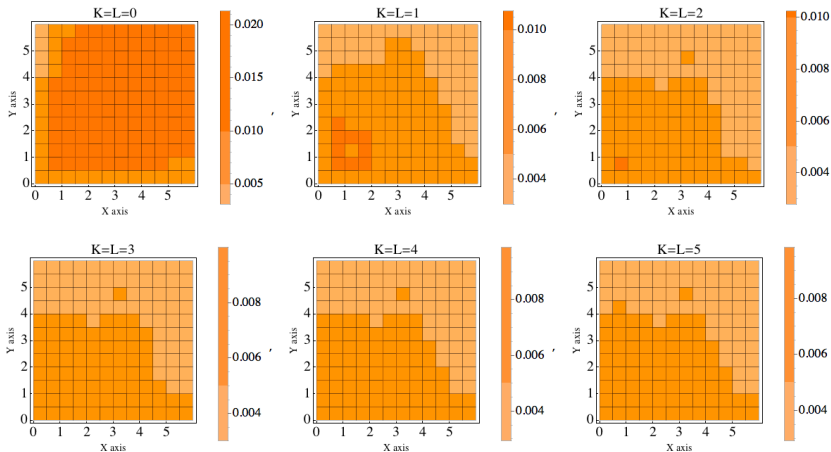 K=L=0
K=L=1
K=L=2
Y axis
5
4
3
2
1
0
0 1 2 3 4 5
X axis
0.020
0.015
0.010
0.005
,
Y axis
5
4
3
2
1
0
0 1 2 3 4 5
X axis
0.010
0.008
0.006
0.004
,
Y axis
5
4
3
2
1
0
0 1 2 3 4 5
X axis
0.010
0.008
0.006
0.004
K=L=3
K=L=4
K=L=5
Y axis
5
4
3
2
1
0
0 1 2 3 4 5
X axis
0.008
0.006
0.004
,
Y axis
5
4
3
2
1
0
0 1 2 3 4 5
X axis
0.008
0.006
0.004
,
Y axis
5
4
3
2
1
0
0 1 2 3 4 5
X axis
0.008
0.006
0.004